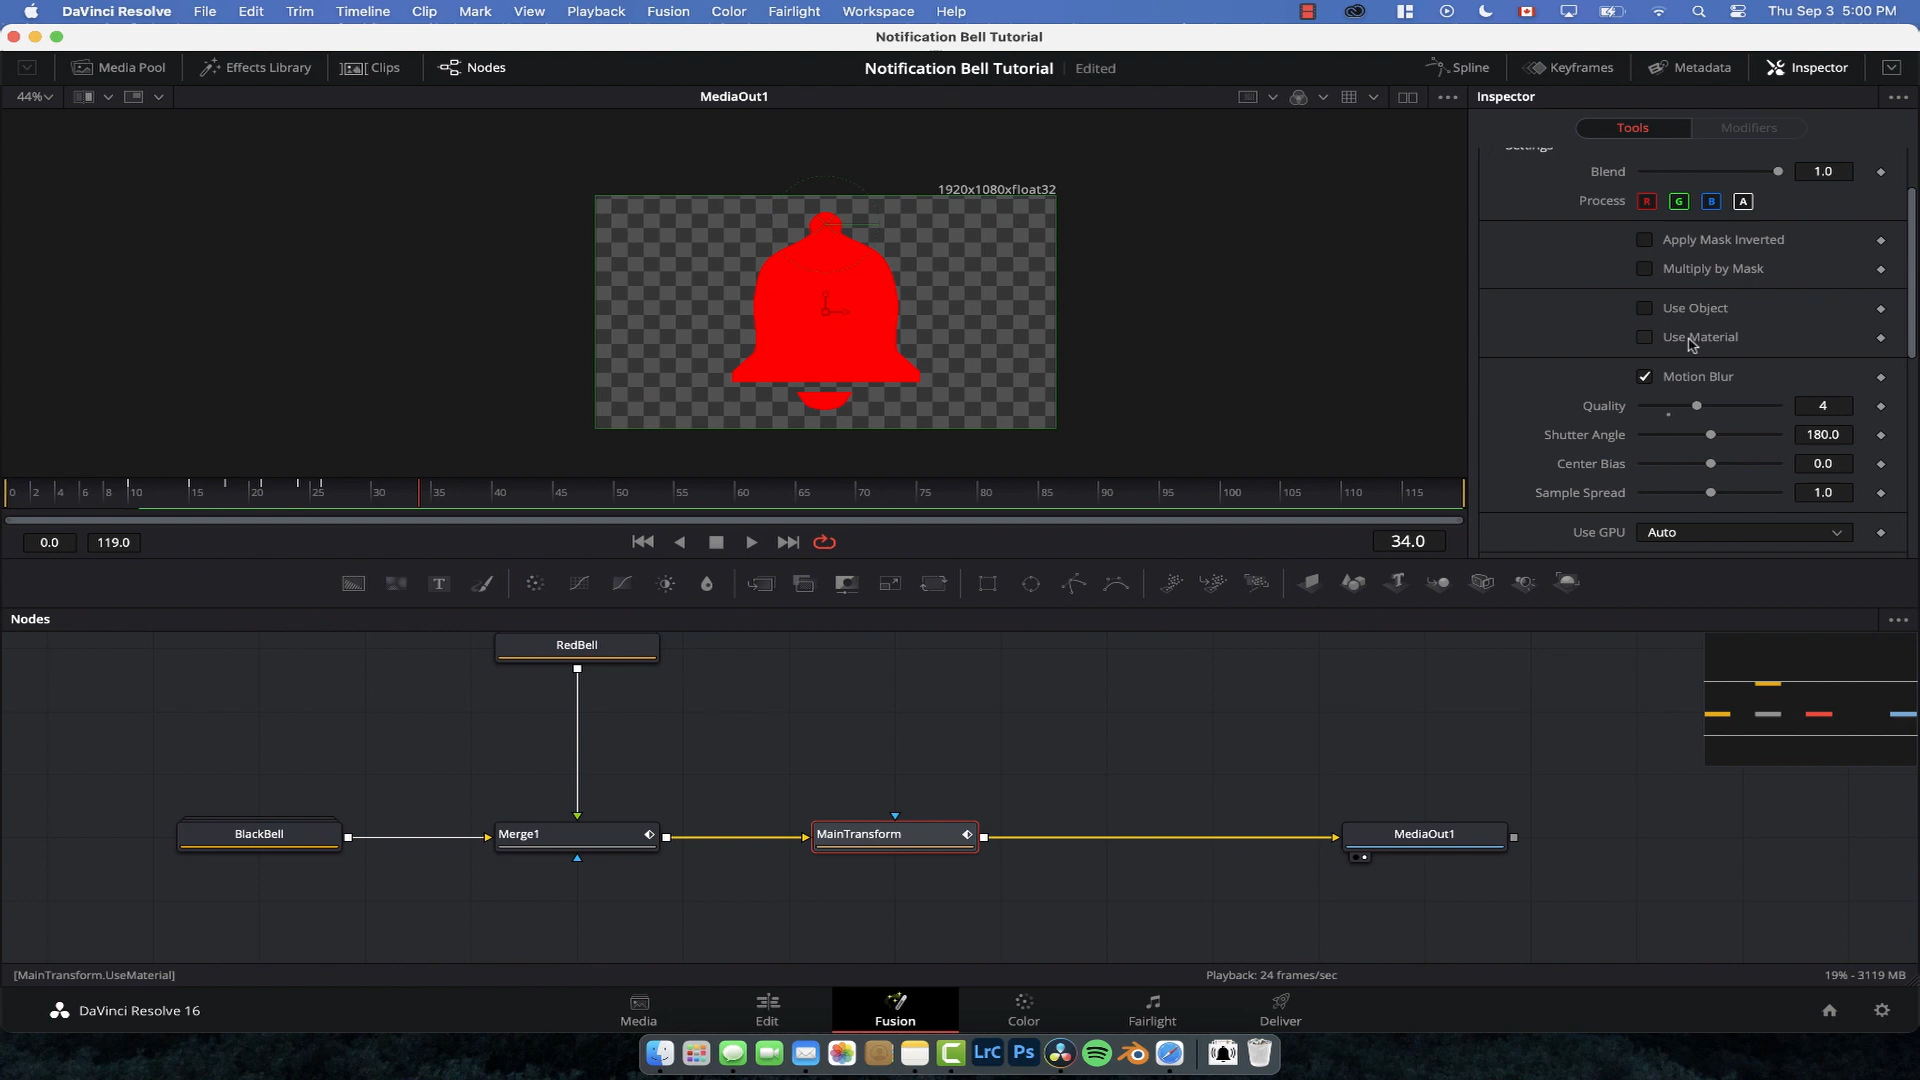 DaVinci Resolve File Edit Trim Timeline Clip Mark View Playback Fusion Color Fairlight Workspace Help Thu Sep 3 5:00 PM
Notification Bell Tutorial
Media Pool Effects Library Clips Nodes Notification Bell Tutorial Edited Spline Keyframes Metadata Inspector
44% MediaOut1 Inspector
Tools Modifiers
Settings
Blend 1.0
1920x1080xfloat32
Process R G B A
Apply Mask Inverted
Multiply by Mask
Use Object
Use Material
Motion Blur
Quality 4
Shutter Angle 180.0
Center Bias 0.0
Sample Spread 1.0
0 2 4 6 8 10 15 20 25 30 35 40 45 50 55 60 65 70 75 80 85 90 95 100 105 110 115
Use GPU Auto
0.0 119.0 34.0
T T
Nodes
RedBell
BlackBell Merge1 MainTransform MediaOut1
[MainTransform.UseMaterial] Playback: 24 frames/sec 19% - 3119 MB
DaVinci Resolve 16 Media Edit Fusion Color Fairlight Deliver
LrC Ps